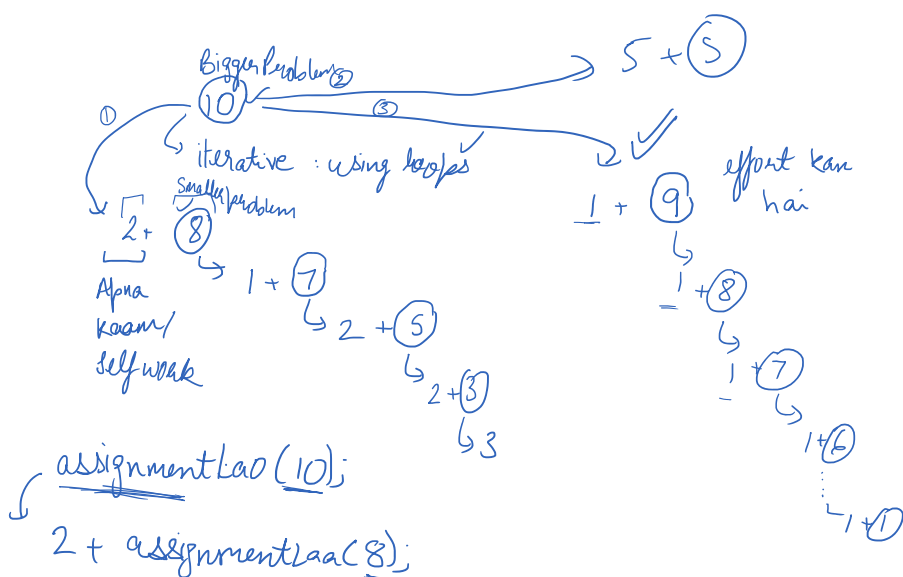 Bigger Problem
②
5 + 5
10
①
③
iterative : using loops
effort kam
hai
smaller problem
2+ 8
1 + 9
Apna
kaam/
self work
1 + 7
1 + 8
2 + 5
1 + 7
2 + 3
3
1+6
1+1
assignmentLao(10);
2 + assignmentLaa(8);